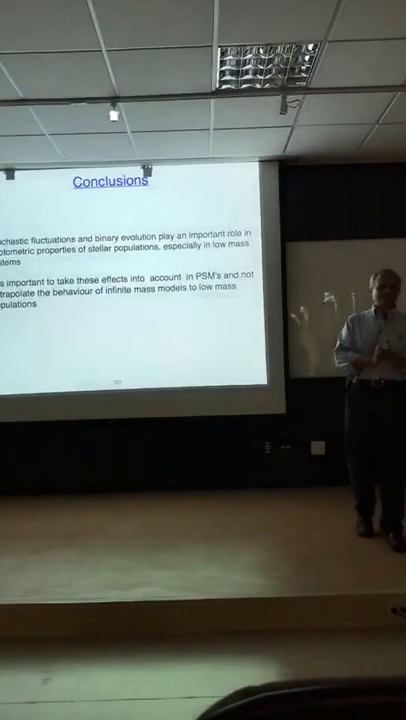 Conclusions
chastic fluctuations and binary evolution play an important role in
otometric properties of stellar populations, especially in low mass
stems
s important to take these effects into account in PSM's and not
trapolate the behaviour of infinite mass models to low mass
pulations